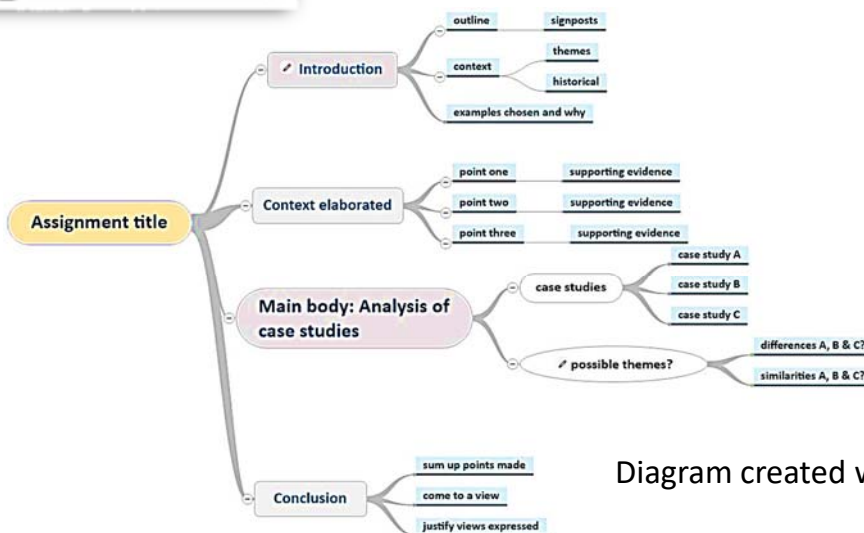 Assignment title
Introduction
outline
signposts
context
themes
historical
examples chosen and why
Context elaborated
point one
supporting evidence
point two
supporting evidence
point three
supporting evidence
Main body: Analysis of
case studies
case studies
case study A
case study B
case study C
possible themes?
differences A, B & C?
similarities A, B & C?
Conclusion
sum up points made
come to a view
justify views expressed
Diagram created